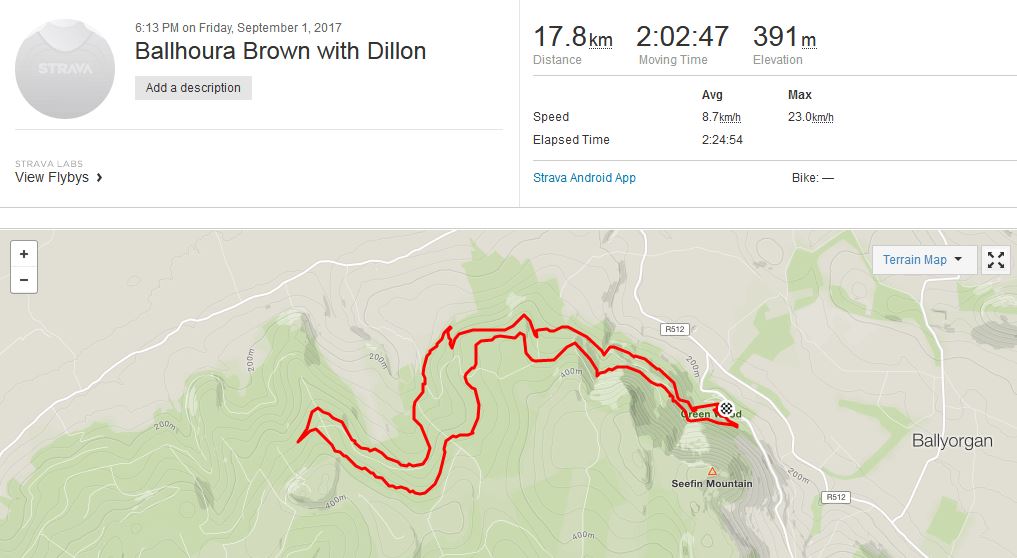 STRAVA
6:13 PM on Friday, September 1, 2017
Ballhoura Brown with Dillon
Add a description
STRAVA LABS
View Flybys
17.8km 2:02:47 391m
Distance Moving Time Elevation
Avg Max
Speed 8.7km/h 23.0km/h
Elapsed Time 2:24:54
Strava Android App Bike: —
+
−
Terrain Map
R512
200m
200m
200m
400m
Green Wood
200m
Ballyorgan
Seefin Mountain
200m
R512
400m
400m